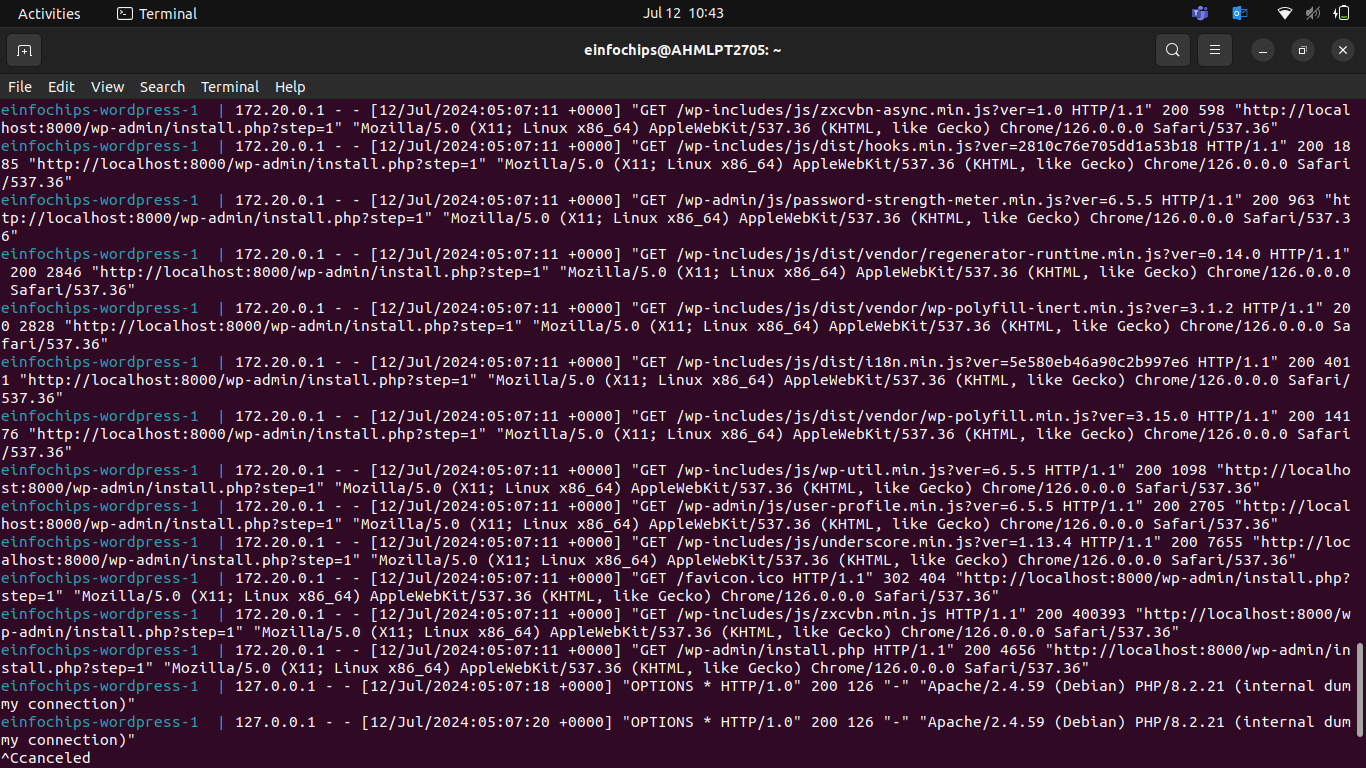 Activities Terminal Jul 12 10:43
einfochips@AHMLPT2705: ~
File Edit View Search Terminal Help
einfochips-wordpress-1 | 172.20.0.1 - - [12/Jul/2024:05:07:11 +0000] "GET /wp-includes/js/zxcvbn-async.min.js?ver=1.0 HTTP/1.1" 200 598 "http://local
host:8000/wp-admin/install.php?step=1" "Mozilla/5.0 (X11; Linux x86_64) AppleWebKit/537.36 (KHTML, like Gecko) Chrome/126.0.0.0 Safari/537.36"
einfochips-wordpress-1 | 172.20.0.1 - - [12/Jul/2024:05:07:11 +0000] "GET /wp-includes/js/dist/hooks.min.js?ver=2810c76e705dd1a53b18 HTTP/1.1" 200 18
85 "http://localhost:8000/wp-admin/install.php?step=1" "Mozilla/5.0 (X11; Linux x86_64) AppleWebKit/537.36 (KHTML, like Gecko) Chrome/126.0.0.0 Safari
/537.36"
einfochips-wordpress-1 | 172.20.0.1 - - [12/Jul/2024:05:07:11 +0000] "GET /wp-admin/js/password-strength-meter.min.js?ver=6.5.5 HTTP/1.1" 200 963 "ht
tp://localhost:8000/wp-admin/install.php?step=1" "Mozilla/5.0 (X11; Linux x86_64) AppleWebKit/537.36 (KHTML, like Gecko) Chrome/126.0.0.0 Safari/537.3
6"
einfochips-wordpress-1 | 172.20.0.1 - - [12/Jul/2024:05:07:11 +0000] "GET /wp-includes/js/dist/vendor/regenerator-runtime.min.js?ver=0.14.0 HTTP/1.1"
200 2846 "http://localhost:8000/wp-admin/install.php?step=1" "Mozilla/5.0 (X11; Linux x86_64) AppleWebKit/537.36 (KHTML, like Gecko) Chrome/126.0.0.0
Safari/537.36"
einfochips-wordpress-1 | 172.20.0.1 - - [12/Jul/2024:05:07:11 +0000] "GET /wp-includes/js/dist/vendor/wp-polyfill-inert.min.js?ver=3.1.2 HTTP/1.1" 20
0 2828 "http://localhost:8000/wp-admin/install.php?step=1" "Mozilla/5.0 (X11; Linux x86_64) AppleWebKit/537.36 (KHTML, like Gecko) Chrome/126.0.0.0 Sa
fari/537.36"
einfochips-wordpress-1 | 172.20.0.1 - - [12/Jul/2024:05:07:11 +0000] "GET /wp-includes/js/dist/i18n.min.js?ver=5e580eb46a90c2b997e6 HTTP/1.1" 200 401
1 "http://localhost:8000/wp-admin/install.php?step=1" "Mozilla/5.0 (X11; Linux x86_64) AppleWebKit/537.36 (KHTML, like Gecko) Chrome/126.0.0.0 Safari/
537.36"
einfochips-wordpress-1 | 172.20.0.1 - - [12/Jul/2024:05:07:11 +0000] "GET /wp-includes/js/dist/vendor/wp-polyfill.min.js?ver=3.15.0 HTTP/1.1" 200 141
76 "http://localhost:8000/wp-admin/install.php?step=1" "Mozilla/5.0 (X11; Linux x86_64) AppleWebKit/537.36 (KHTML, like Gecko) Chrome/126.0.0.0 Safari
/537.36"
einfochips-wordpress-1 | 172.20.0.1 - - [12/Jul/2024:05:07:11 +0000] "GET /wp-includes/js/wp-util.min.js?ver=6.5.5 HTTP/1.1" 200 1098 "http://localho
st:8000/wp-admin/install.php?step=1" "Mozilla/5.0 (X11; Linux x86_64) AppleWebKit/537.36 (KHTML, like Gecko) Chrome/126.0.0.0 Safari/537.36"
einfochips-wordpress-1 | 172.20.0.1 - - [12/Jul/2024:05:07:11 +0000] "GET /wp-admin/js/user-profile.min.js?ver=6.5.5 HTTP/1.1" 200 2705 "http://local
host:8000/wp-admin/install.php?step=1" "Mozilla/5.0 (X11; Linux x86_64) AppleWebKit/537.36 (KHTML, like Gecko) Chrome/126.0.0.0 Safari/537.36"
einfochips-wordpress-1 | 172.20.0.1 - - [12/Jul/2024:05:07:11 +0000] "GET /wp-includes/js/underscore.min.js?ver=1.13.4 HTTP/1.1" 200 7655 "http://loc
alhost:8000/wp-admin/install.php?step=1" "Mozilla/5.0 (X11; Linux x86_64) AppleWebKit/537.36 (KHTML, like Gecko) Chrome/126.0.0.0 Safari/537.36"
einfochips-wordpress-1 | 172.20.0.1 - - [12/Jul/2024:05:07:11 +0000] "GET /favicon.ico HTTP/1.1" 302 404 "http://localhost:8000/wp-admin/install.php?
step=1" "Mozilla/5.0 (X11; Linux x86_64) AppleWebKit/537.36 (KHTML, like Gecko) Chrome/126.0.0.0 Safari/537.36"
einfochips-wordpress-1 | 172.20.0.1 - - [12/Jul/2024:05:07:11 +0000] "GET /wp-includes/js/zxcvbn.min.js HTTP/1.1" 200 400393 "http://localhost:8000/w
p-admin/install.php?step=1" "Mozilla/5.0 (X11; Linux x86_64) AppleWebKit/537.36 (KHTML, like Gecko) Chrome/126.0.0.0 Safari/537.36"
einfochips-wordpress-1 | 172.20.0.1 - - [12/Jul/2024:05:07:11 +0000] "GET /wp-admin/install.php HTTP/1.1" 200 4656 "http://localhost:8000/wp-admin/in
stall.php?step=1" "Mozilla/5.0 (X11; Linux x86_64) AppleWebKit/537.36 (KHTML, like Gecko) Chrome/126.0.0.0 Safari/537.36"
einfochips-wordpress-1 | 127.0.0.1 - - [12/Jul/2024:05:07:18 +0000] "OPTIONS * HTTP/1.0" 200 126 "-" "Apache/2.4.59 (Debian) PHP/8.2.21 (internal dum
my connection)"
einfochips-wordpress-1 | 127.0.0.1 - - [12/Jul/2024:05:07:20 +0000] "OPTIONS * HTTP/1.0" 200 126 "-" "Apache/2.4.59 (Debian) PHP/8.2.21 (internal dum
my connection)"
^Ccanceled